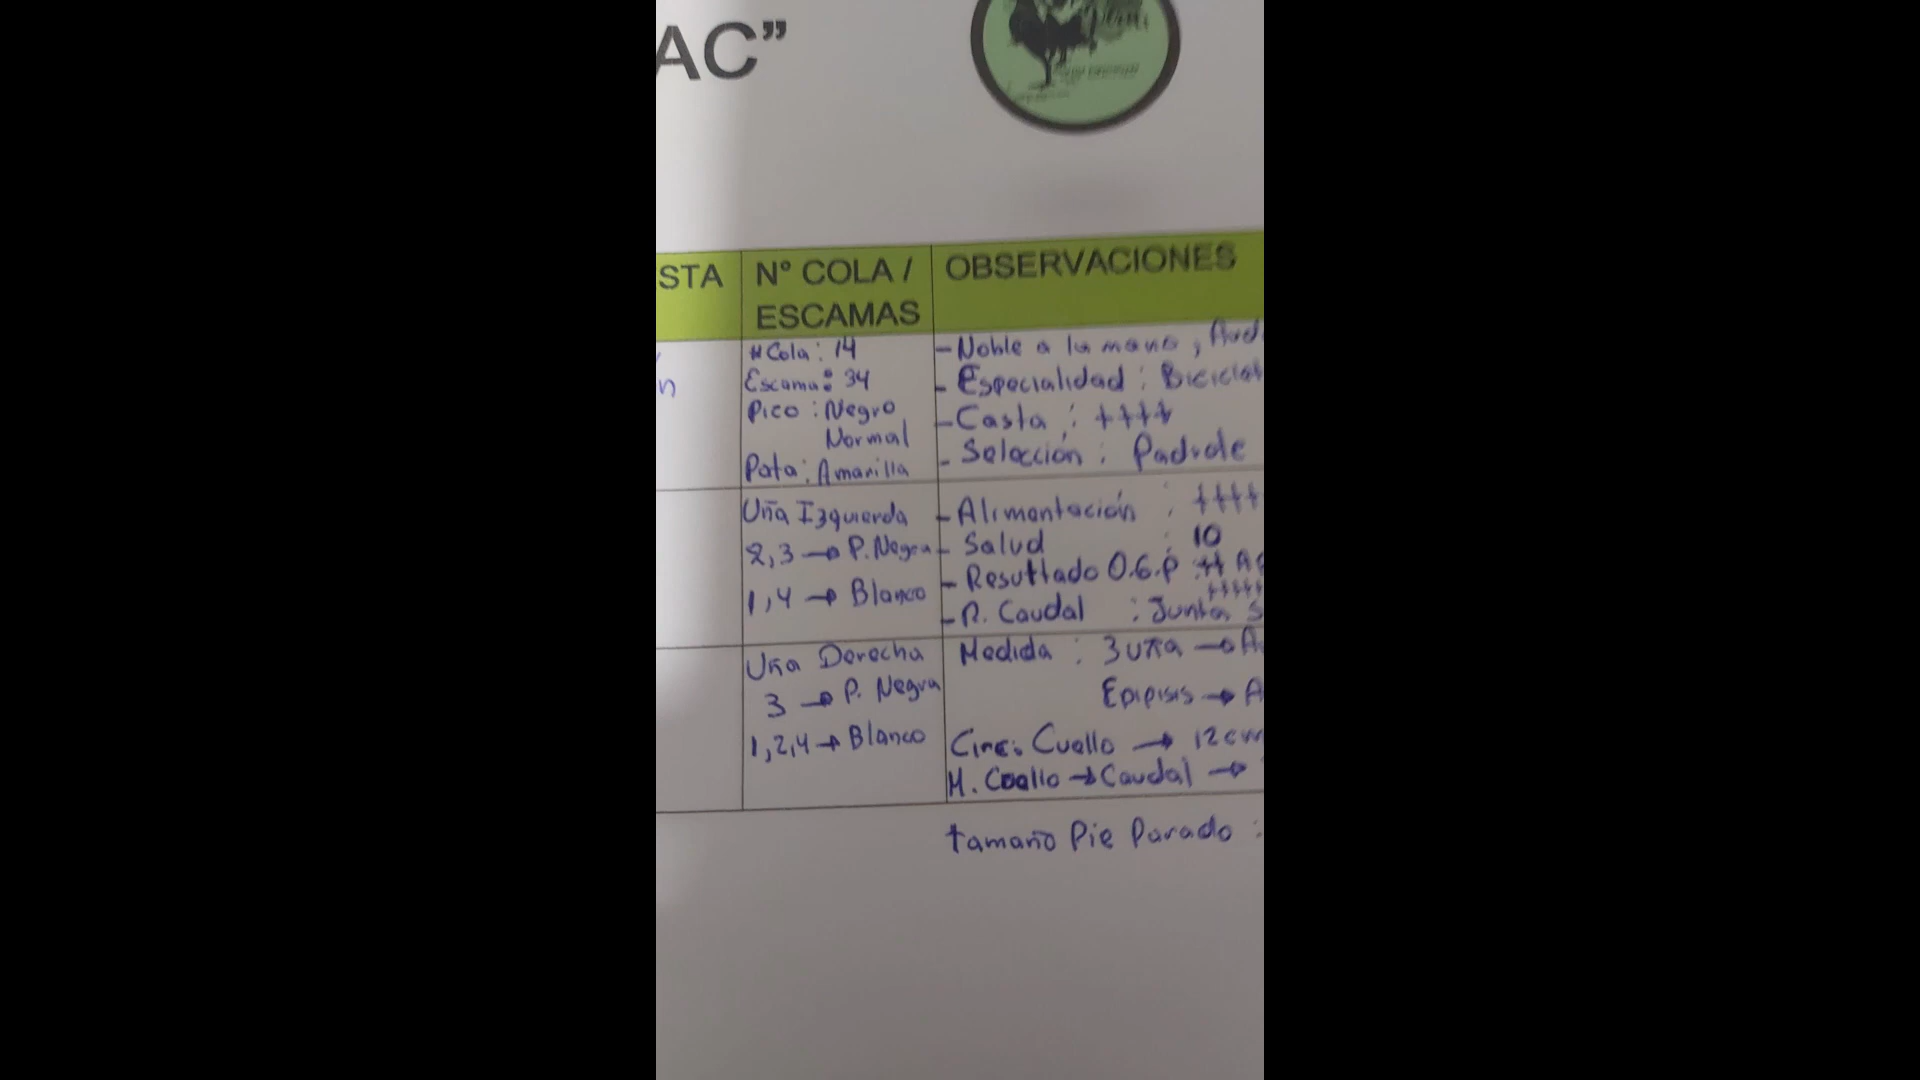 AC”
STA
N° COLA /
ESCAMAS
OBSERVACIONES
# Cola : 14
Escama : 34
Pico : Negro
Normal
Pata : Amarilla
- Noble a la mano ,
- Especialidad :
- Casta : ++++
- Selección : Padrote
Uña Izquierda
2,3 → P. Negra
1,4 → Blanco
- Alimentación : ++++
- Salud : 10
- Resultado O.G.P : ++
+++++
- P. Caudal : Juntas
Uña Derecha
3 → P. Negra
1,2,4 → Blanco
Medida : 3 uña →
Epipisis →
Circ. Cuello → 12 cm
M. Cuello → Caudal →
tamaño Pie Parado :